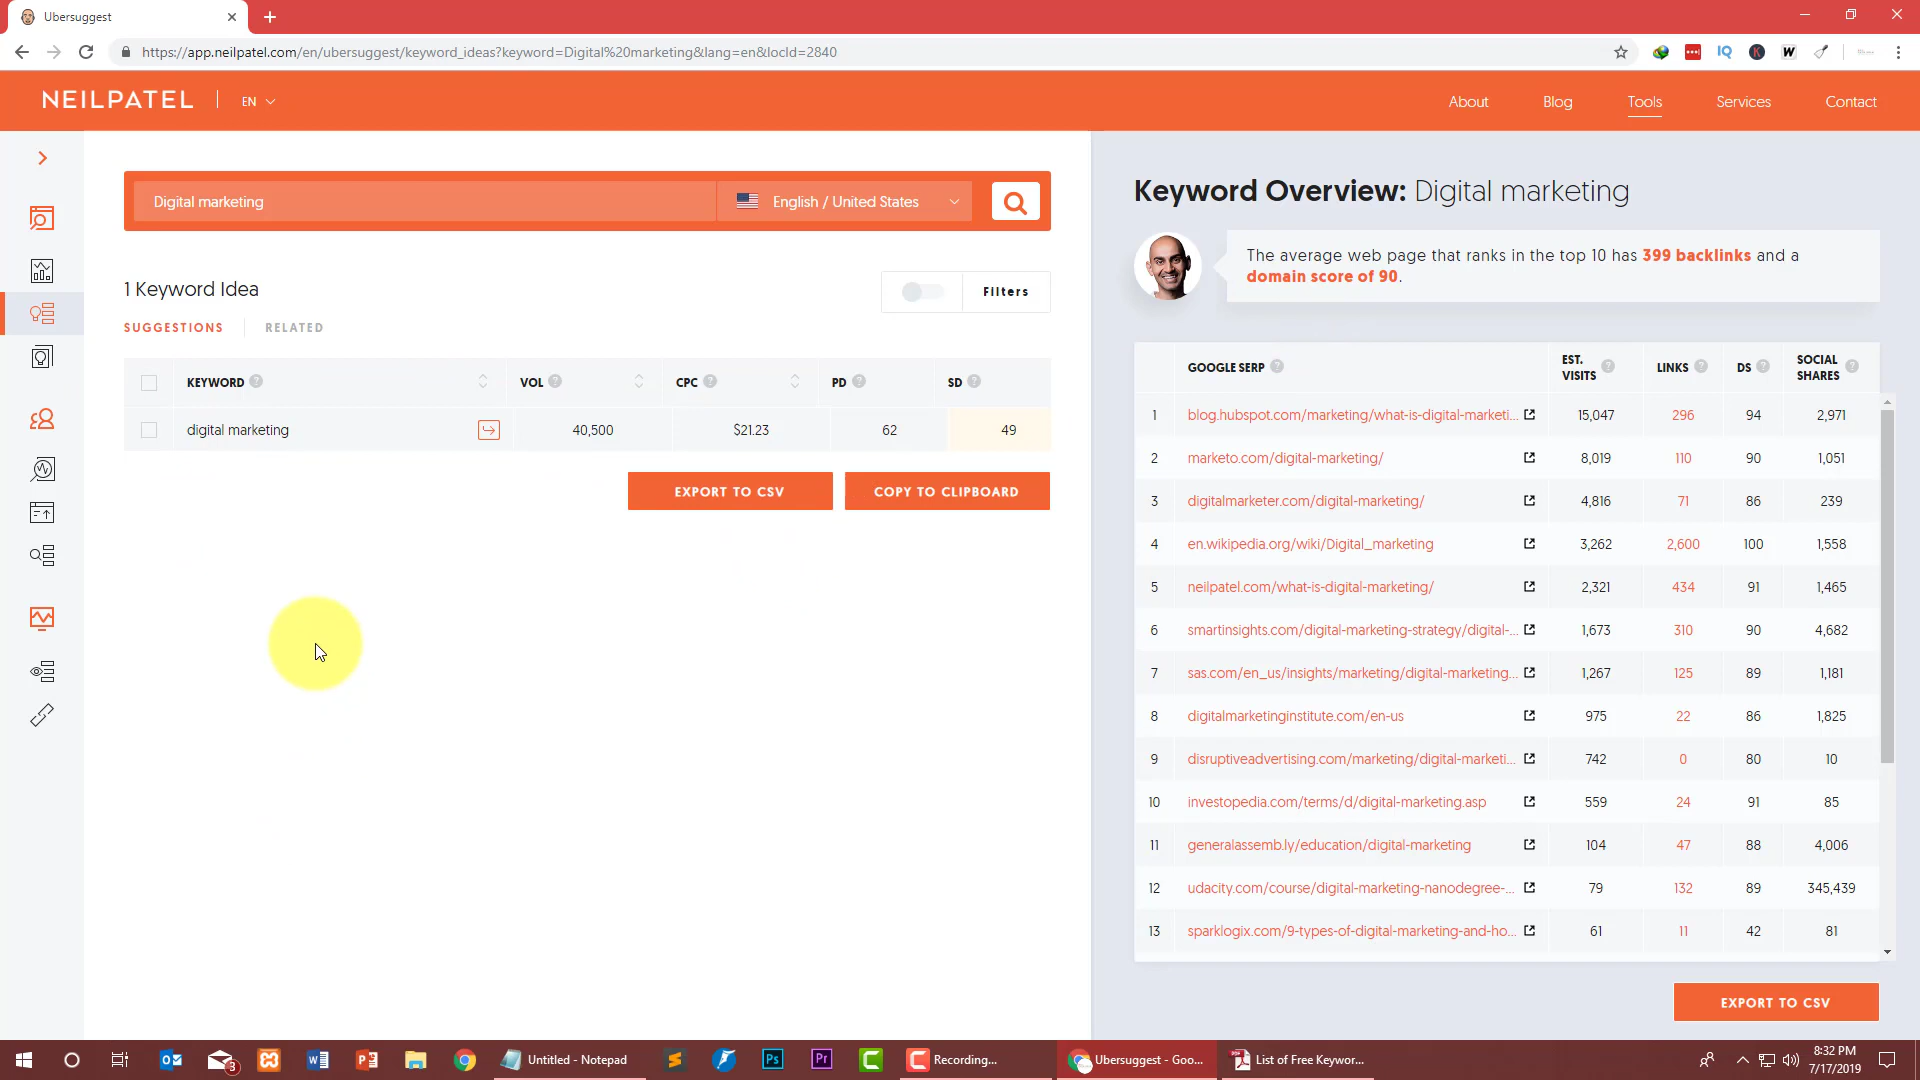 Ubersuggest
https://app.neilpatel.com/en/ubersuggest/keyword_ideas?keyword=Digital%20marketing&lang=en&locId=2840
NEILPATEL
EN
About
Blog
Tools
Services
Contact
Digital marketing
English / United States
1 Keyword Idea
Filters
SUGGESTIONS
RELATED
KEYWORD VOL CPC PD SD
digital marketing 40,500 $21.23 62 49
EXPORT TO CSV
COPY TO CLIPBOARD
Keyword Overview: Digital marketing
The average web page that ranks in the top 10 has 399 backlinks and a
domain score of 90.
GOOGLE SERP EST. VISITS LINKS DS SOCIAL SHARES
1 blog.hubspot.com/marketing/what-is-digital-marketi... 15,047 296 94 2,971
2 marketo.com/digital-marketing/ 8,019 110 90 1,051
3 digitalmarketer.com/digital-marketing/ 4,816 71 86 239
4 en.wikipedia.org/wiki/Digital_marketing 3,262 2,600 100 1,558
5 neilpatel.com/what-is-digital-marketing/ 2,321 434 91 1,465
6 smartinsights.com/digital-marketing-strategy/digital-... 1,673 310 90 4,682
7 sas.com/en_us/insights/marketing/digital-marketing... 1,267 125 89 1,181
8 digitalmarketinginstitute.com/en-us 975 22 86 1,825
9 disruptiveadvertising.com/marketing/digital-marketi... 742 0 80 10
10 investopedia.com/terms/d/digital-marketing.asp 559 24 91 85
11 generalassemb.ly/education/digital-marketing 104 47 88 4,006
12 udacity.com/course/digital-marketing-nanodegree-... 79 132 89 345,439
13 sparklogix.com/9-types-of-digital-marketing-and-ho... 61 11 42 81
EXPORT TO CSV
Untitled - Notepad
Recording...
Ubersuggest - Goo...
List of Free Keywor...
8:32 PM
7/17/2019